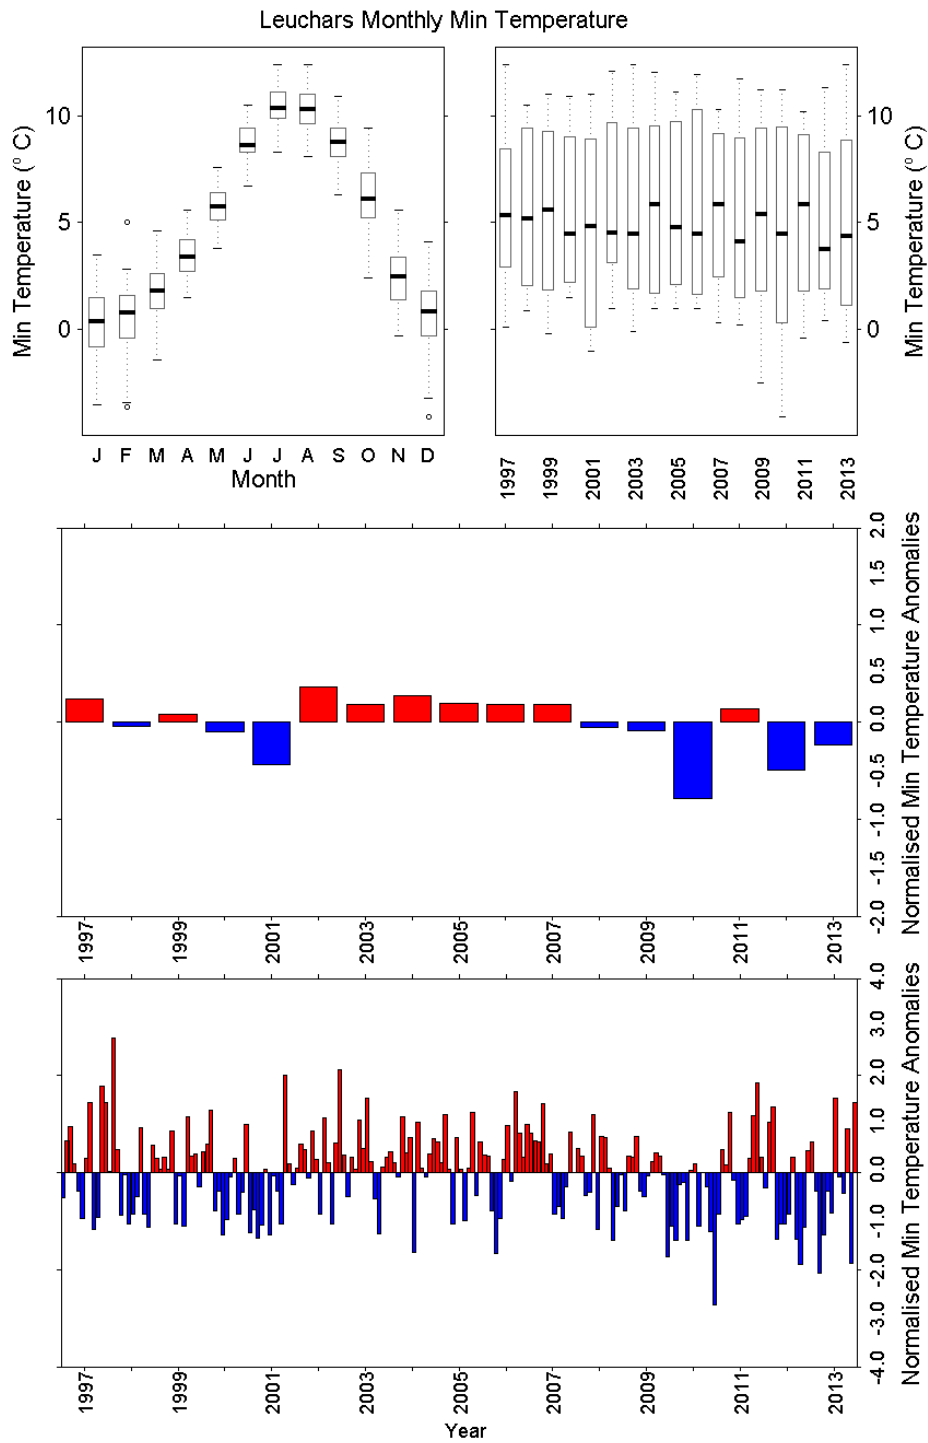 Leuchars Monthly Min Temperature
Min Temperature (° C)
10
5
0
J F M A M J J A S O N D
Month
10
5
0
Min Temperature (° C)
1997 1999 2001 2003 2005 2007 2009 2011 2013
2.0
1.5
1.0
0.5
0.0
-0.5
-1.0
-1.5
-2.0
Normalised Min Temperature Anomalies
1997 1999 2001 2003 2005 2007 2009 2011 2013
4.0
3.0
2.0
1.0
0.0
-1.0
-2.0
-3.0
-4.0
Normalised Min Temperature Anomalies
1997 1999 2001 2003 2005 2007 2009 2011 2013
Year